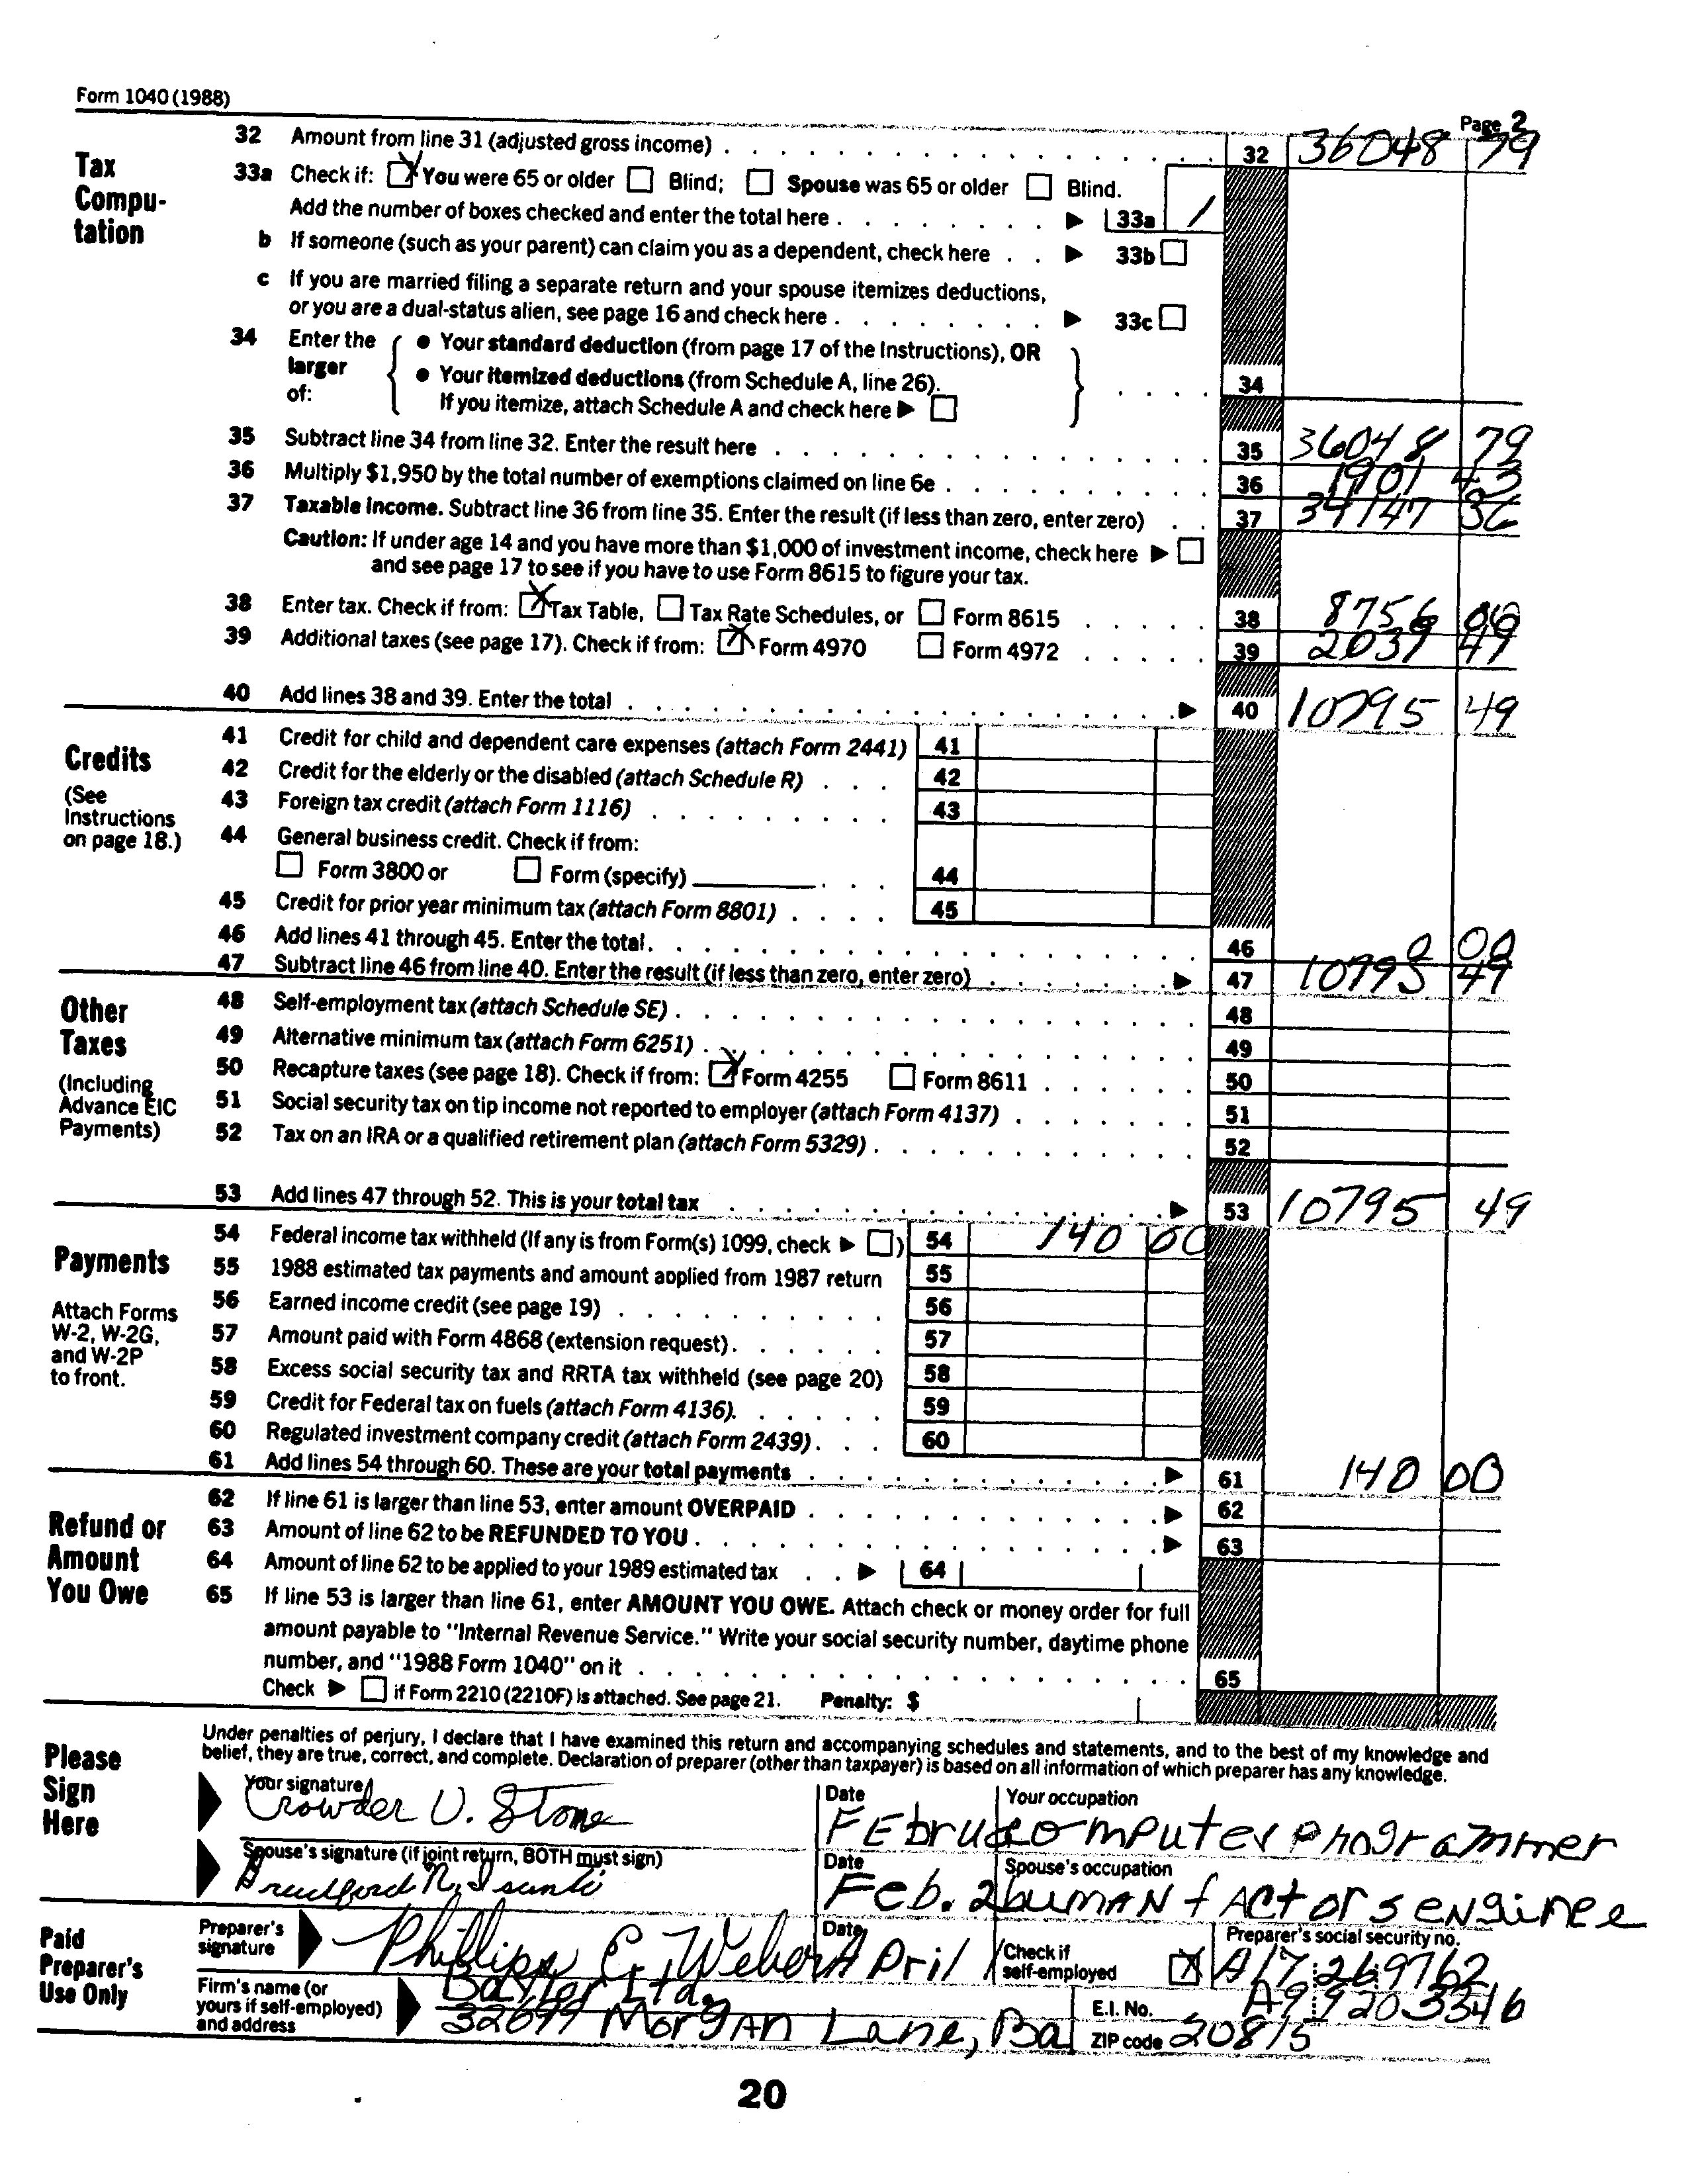 Form 1040 (1988)
Page 2
Tax Compu-tation
32 Amount from line 31 (adjusted gross income) 32 36048 79
33a Check if: X You were 65 or older Blind; Spouse was 65 or older Blind.
Add the number of boxes checked and enter the total here ▶ 33a 1
b If someone (such as your parent) can claim you as a dependent, check here ▶ 33b
c If you are married filing a separate return and your spouse itemizes deductions,
or you are a dual-status alien, see page 16 and check here ▶ 33c
34 Enter the larger of:
● Your standard deduction (from page 17 of the Instructions), OR
● Your itemized deductions (from Schedule A, line 26).
If you itemize, attach Schedule A and check here ▶
34
35 Subtract line 34 from line 32. Enter the result here 35 36048 79
36 Multiply $1,950 by the total number of exemptions claimed on line 6e 36 1901 43
37 Taxable Income. Subtract line 36 from line 35. Enter the result (if less than zero, enter zero) 37 34147 36
Caution: If under age 14 and you have more than $1,000 of investment income, check here ▶
and see page 17 to see if you have to use Form 8615 to figure your tax.
38 Enter tax. Check if from: X Tax Table, Tax Rate Schedules, or Form 8615 38 8756 00
39 Additional taxes (see page 17). Check if from: X Form 4970 Form 4972 39 2039 49
40 Add lines 38 and 39. Enter the total ▶ 40 10795 49
Credits
(See Instructions on page 18.)
41 Credit for child and dependent care expenses (attach Form 2441) 41
42 Credit for the elderly or the disabled (attach Schedule R) 42
43 Foreign tax credit (attach Form 1116) 43
44 General business credit. Check if from:
Form 3800 or Form (specify) 44
45 Credit for prior year minimum tax (attach Form 8801) 45
46 Add lines 41 through 45. Enter the total 46 0 00
47 Subtract line 46 from line 40. Enter the result (if less than zero, enter zero) ▶ 47 10795 49
Other Taxes
(Including Advance EIC Payments)
48 Self-employment tax (attach Schedule SE) 48
49 Alternative minimum tax (attach Form 6251) 49
50 Recapture taxes (see page 18). Check if from: X Form 4255 Form 8611 50
51 Social security tax on tip income not reported to employer (attach Form 4137) 51
52 Tax on an IRA or a qualified retirement plan (attach Form 5329) 52
53 Add lines 47 through 52. This is your total tax ▶ 53 10795 49
Payments
Attach Forms W-2, W-2G, and W-2P to front.
54 Federal income tax withheld (If any is from Form(s) 1099, check ▶ ) 54 140 00
55 1988 estimated tax payments and amount applied from 1987 return 55
56 Earned income credit (see page 19) 56
57 Amount paid with Form 4868 (extension request) 57
58 Excess social security tax and RRTA tax withheld (see page 20) 58
59 Credit for Federal tax on fuels (attach Form 4136) 59
60 Regulated investment company credit (attach Form 2439) 60
61 Add lines 54 through 60. These are your total payments ▶ 61 140 00
Refund or Amount You Owe
62 If line 61 is larger than line 53, enter amount OVERPAID ▶ 62
63 Amount of line 62 to be REFUNDED TO YOU ▶ 63
64 Amount of line 62 to be applied to your 1989 estimated tax ▶ 64
65 If line 53 is larger than line 61, enter AMOUNT YOU OWE. Attach check or money order for full
amount payable to "Internal Revenue Service." Write your social security number, daytime phone
number, and "1988 Form 1040" on it 65
Check ▶ if Form 2210 (2210F) is attached. See page 21. Penalty: $
Please Sign Here
Under penalties of perjury, I declare that I have examined this return and accompanying schedules and statements, and to the best of my knowledge and
belief, they are true, correct, and complete. Declaration of preparer (other than taxpayer) is based on all information of which preparer has any knowledge.
Your signature Crowder U. Stone Date FEbrua Your occupation computer programmer
Spouse's signature (if joint return, BOTH must sign) Date Feb. 2 Spouse's occupation human fActors enginee
Paid Preparer's Use Only
Preparer's signature Phillips C. Weber Date April 1 Check if self-employed X Preparer's social security no. A17 269762
Firm's name (or yours if self-employed) and address Baxter Ltd. E.I. No. A9 9203346
32699 Morgan Lane, Bal ZIP code 20815
20